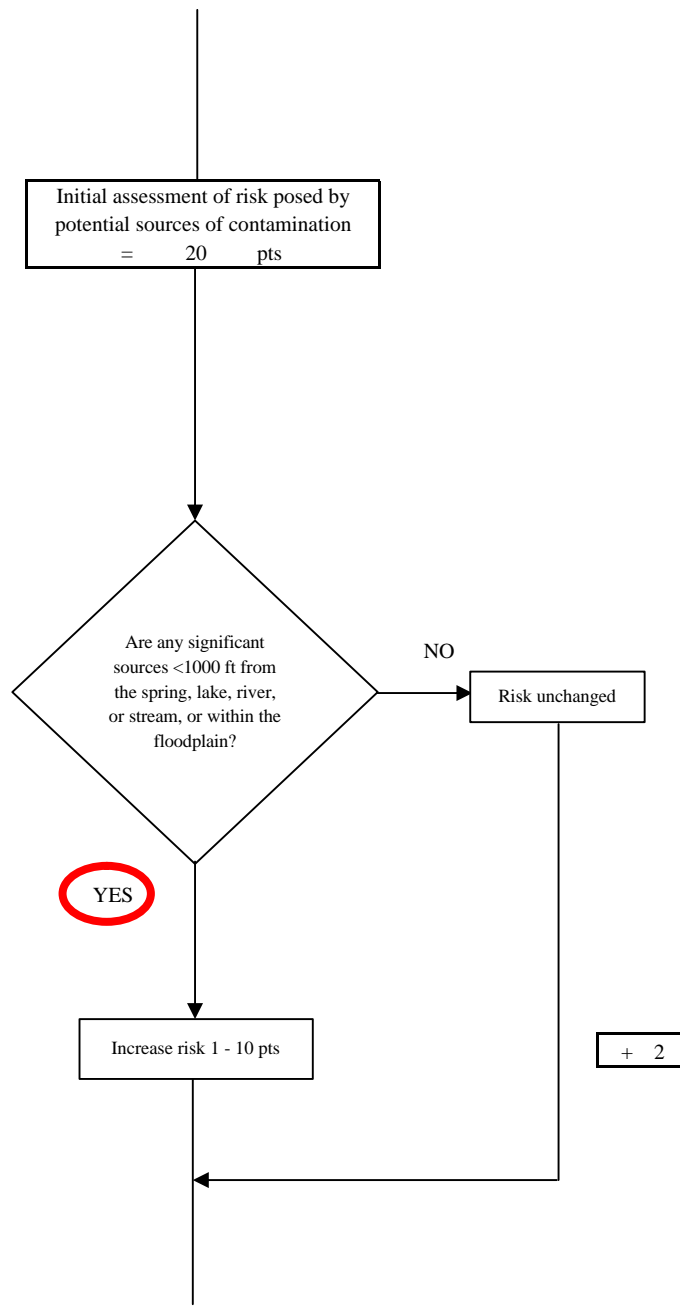 Initial assessment of risk posed by
potential sources of contamination
= 20 pts
Are any significant
sources <1000 ft from
the spring, lake, river,
or stream, or within the
floodplain?
NO
Risk unchanged
YES
Increase risk 1 - 10 pts
+ 2